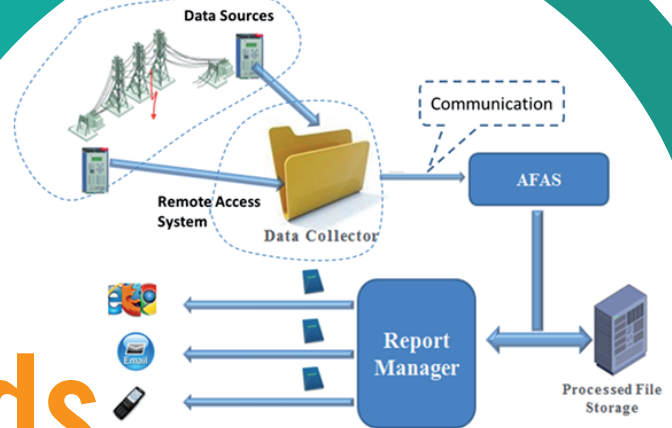 Data Sources
Communication
AFAS
Remote Access
System
Data Collector
Report
Manager
Email
Processed File
Storage
ds